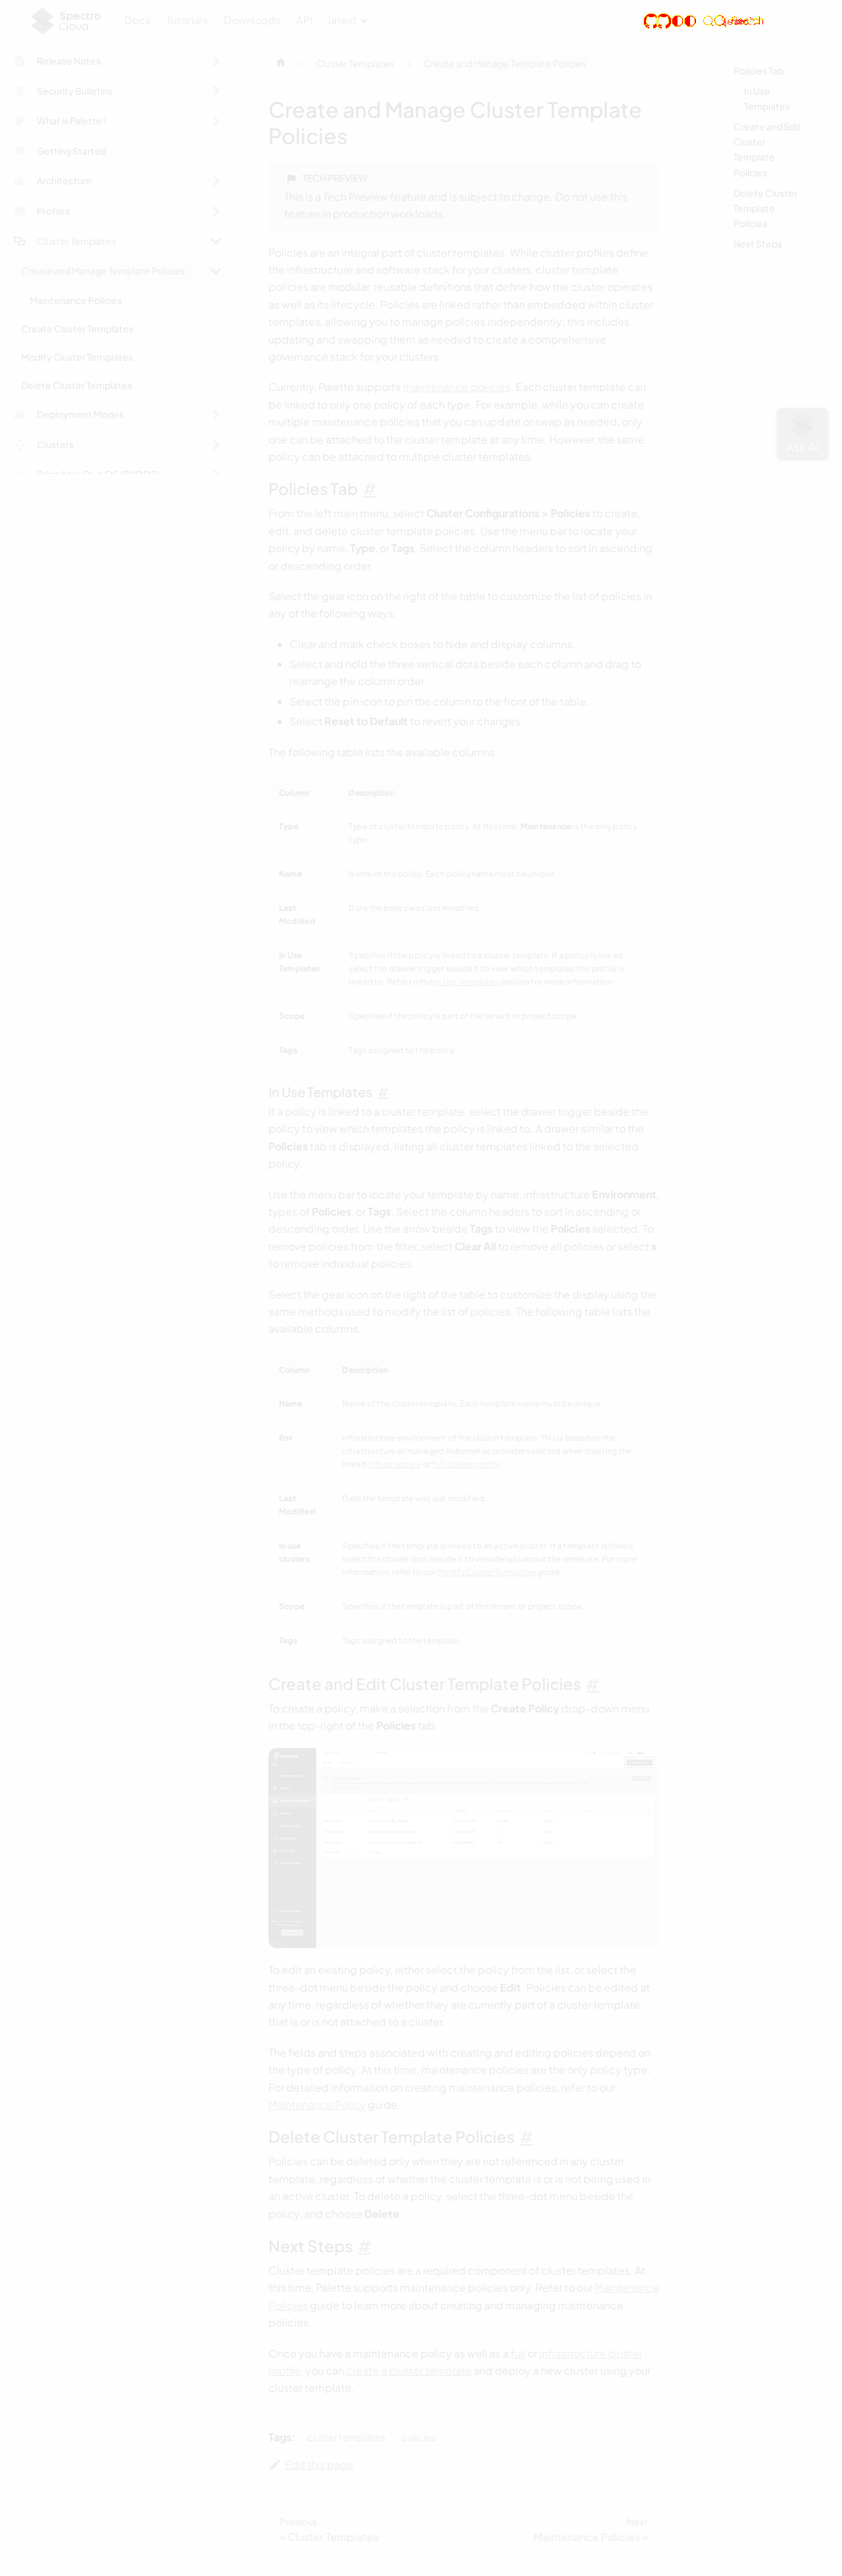 Spectro
Cloud
Docs
Tutorials
Downloads
API
latest
Release Notes
Security Bulletins
What is Palette?
Getting Started
Architecture
Profiles
Cluster Templates
Create and Manage Template Policies
Maintenance Policies
Create Cluster Templates
Modify Cluster Templates
Delete Cluster Templates
Deployment Modes
Clusters
Cluster Templates
Create and Manage Cluster Template Policies
Create and Manage Cluster Template
Policies
TECH PREVIEW
This is a Tech Preview feature and is subject to change. Do not use this
feature in production workloads.
Policies are an integral part of cluster templates. While cluster profiles define
the infrastructure and software stack for your clusters, cluster template
policies are modular, reusable definitions that define how the cluster operates
as well as its lifecycle. Policies are linked rather than embedded within cluster
templates, allowing you to manage policies independently; this includes
updating and swapping them as needed to create a comprehensive
governance stack for your clusters.
Currently, Palette supports maintenance policies. Each cluster template can
be linked to only one policy of each type. For example, while you can create
multiple maintenance policies that you can update or swap as needed, only
one can be attached to the cluster template at any time. However, the same
policy can be attached to multiple cluster templates.
Policies Tab #
From the left main menu, select Cluster Configurations > Policies to create,
edit, and delete cluster template policies. Use the menu bar to locate your
policy by name, Type, or Tags. Select the column headers to sort in ascending
or descending order.
Select the gear icon on the right of the table to customize the list of policies in
any of the following ways:
Clear and mark check boxes to hide and display columns.
Select and hold the three vertical dots beside each column and drag to
rearrange the column order.
Select the pin icon to pin the column to the front of the table.
Select Reset to Default to revert your changes.
The following table lists the available columns.
Column Description
Type Type of cluster template policy. At this time, Maintenance is the only policy
type.
Name Name of the policy. Each policy name must be unique.
Last Date the policy was last modified.
Modified
In Use Specifies if the policy is linked to a cluster template. If a policy is linked,
Templates select the drawer trigger beside it to view which templates the profile is
linked to. Refer to the In Use Templates section for more information.
Scope Specifies if the policy is part of the tenant or project scope.
Tags Tags assigned to the policy.
In Use Templates #
If a policy is linked to a cluster template, select the drawer trigger beside the
policy to view which templates the policy is linked to. A drawer similar to the
Policies tab is displayed, listing all cluster templates linked to the selected
policy.
Use the menu bar to locate your template by name, infrastructure Environment,
types of Policies, or Tags. Select the column headers to sort in ascending or
descending order. Use the arrow beside Tags to view the Policies selected. To
remove policies from the filter, select Clear All to remove all policies or select x
to remove individual policies.
Select the gear icon on the right of the table to customize the display using the
same methods used to modify the list of policies. The following table lists the
available columns.
Column Description
Name Name of the cluster template. Each template name must be unique.
Env Infrastructure environment of the cluster template. This is based on the
infrastructure or managed Kubernetes provider selected when creating the
linked infrastructure or full cluster profile.
Last Date the template was last modified.
Modified
In use Specifies if the template is linked to an active cluster. If a template is linked,
clusters select the drawer icon beside it to view details about the template. For more
information, refer to our Modify Cluster Templates guide.
Scope Specifies if the template is part of the tenant or project scope.
Tags Tags assigned to the template.
Create and Edit Cluster Template Policies #
To create a policy, make a selection from the Create Policy drop-down menu
in the top-right of the Policies tab.
To edit an existing policy, either select the policy from the list, or select the
three-dot menu beside the policy and choose Edit. Policies can be edited at
any time, regardless of whether they are currently part of a cluster template
that is or is not attached to a cluster.
The fields and steps associated with creating and editing policies depend on
the type of policy. At this time, maintenance policies are the only policy type.
For detailed information on creating maintenance policies, refer to our
Maintenance Policy guide.
Delete Cluster Template Policies #
Policies can be deleted only when they are not referenced in any cluster
template, regardless of whether the cluster template is or is not being used in
an active cluster. To delete a policy, select the three-dot menu beside the
policy, and choose Delete.
Next Steps #
Cluster template policies are a required component of cluster templates. At
this time, Palette supports maintenance policies only. Refer to our Maintenance
Policies guide to learn more about creating and managing maintenance
policies.
Once you have a maintenance policy as well as a full or infrastructure cluster
profile, you can create a cluster template and deploy a new cluster using your
cluster template.
Tags: cluster templates policies
Edit this page
Previous
« Cluster Templates
Next
Maintenance Policies »
Policies Tab
In Use
Templates
Create and Edit
Cluster
Template
Policies
Delete Cluster
Template
Policies
Next Steps
Ask AI